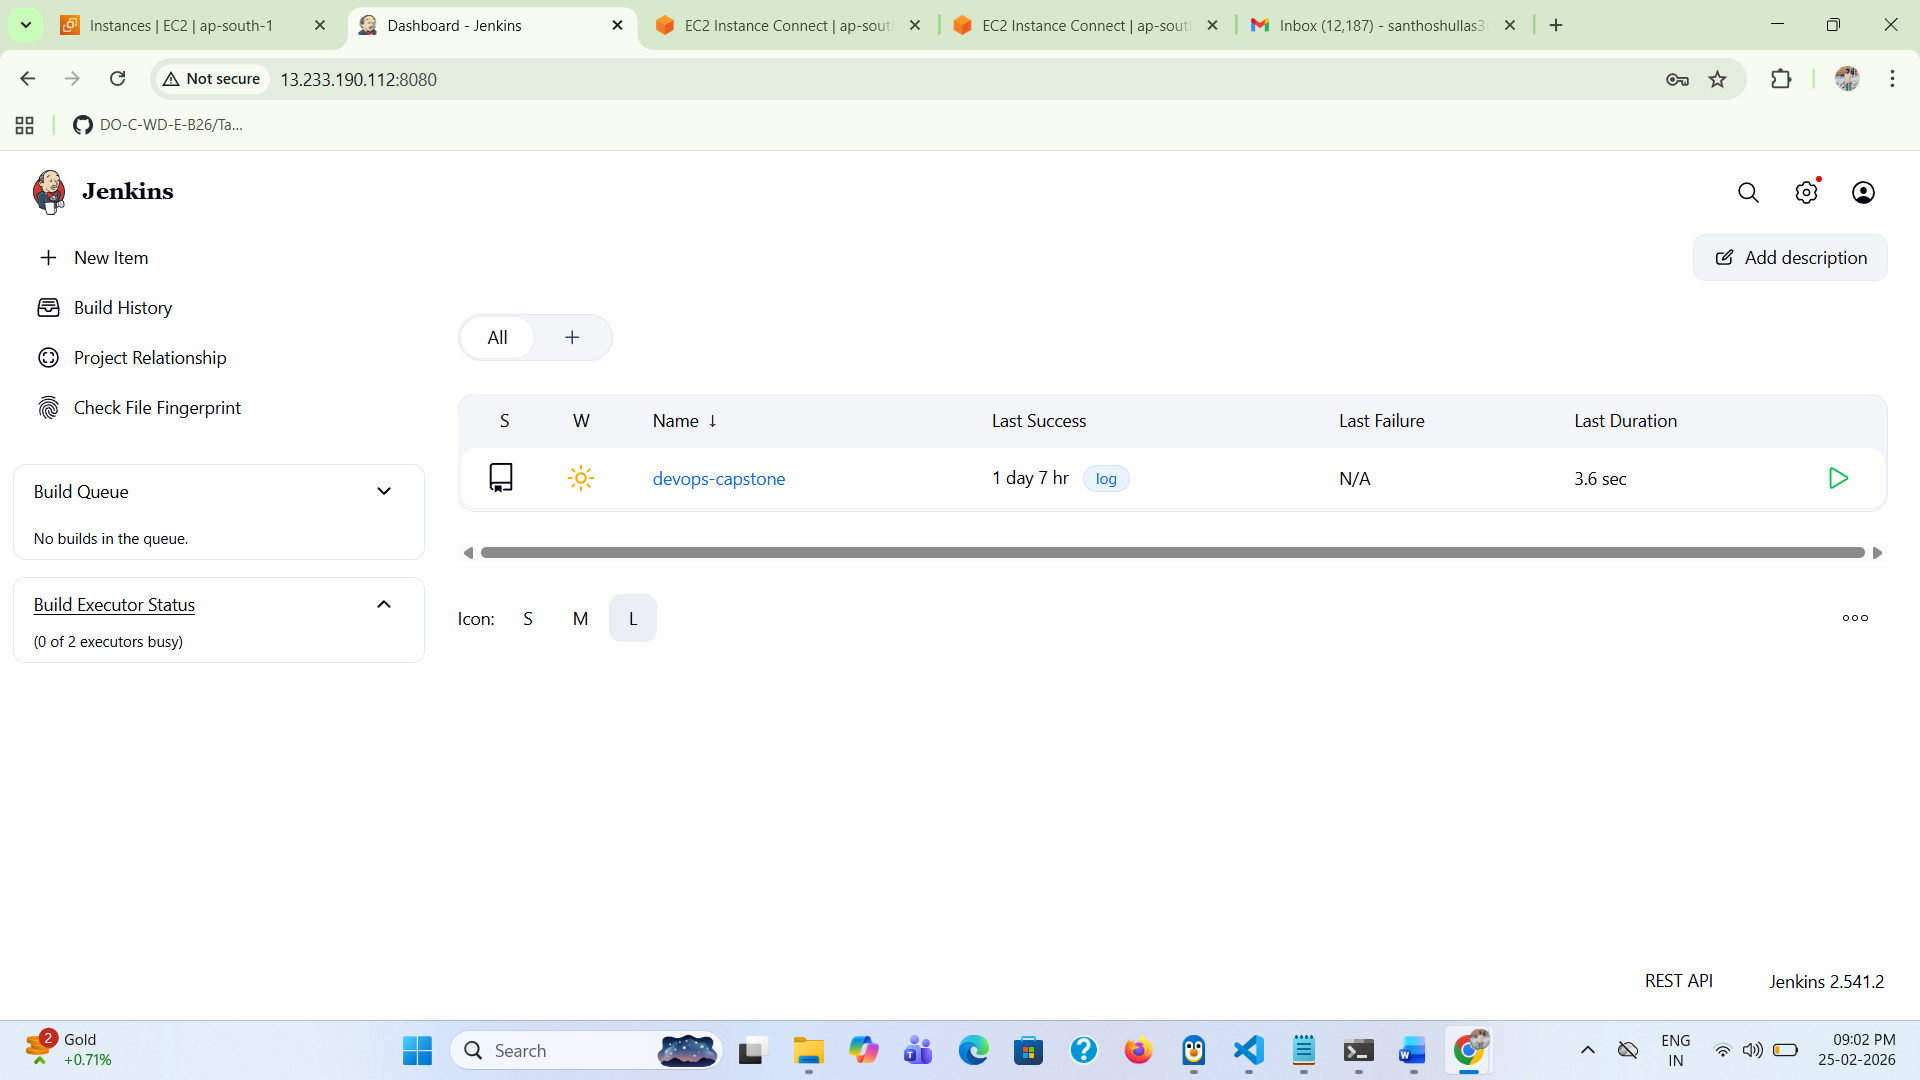 Instances | EC2 | ap-south-1
Dashboard - Jenkins
EC2 Instance Connect | ap-sout
EC2 Instance Connect | ap-sout
Inbox (12,187) - santhoshullas3
Not secure
13.233.190.112:8080
DO-C-WD-E-B26/Ta...
Jenkins
New Item
Add description
Build History
Project Relationship
Check File Fingerprint
All
S W Name ↓ Last Success Last Failure Last Duration
devops-capstone 1 day 7 hr log N/A 3.6 sec
Build Queue
No builds in the queue.
Build Executor Status
(0 of 2 executors busy)
Icon: S M L
REST API
Jenkins 2.541.2
2
Gold
+0.71%
Search
ENG
IN
09:02 PM
25-02-2026